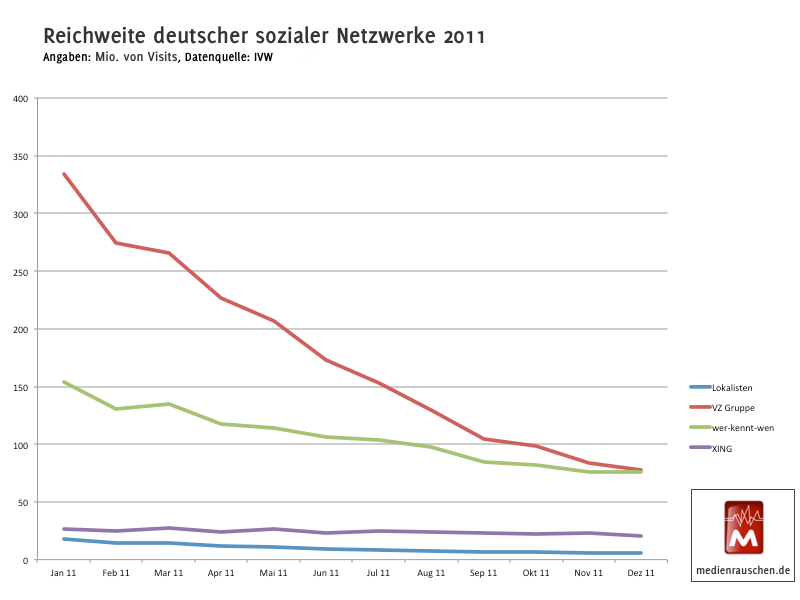 Reichweite deutscher sozialer Netzwerke 2011
Angaben: Mio. von Visits, Datenquelle: IVW
400
350
300
250
200
150
100
50
0
Jan 11 Feb 11 Mar 11 Apr 11 Mai 11 Jun 11 Jul 11 Aug 11 Sep 11 Okt 11 Nov 11 Dez 11
Lokalisten
VZ Gruppe
wer-kennt-wen
XING
M
medienrauschen.de